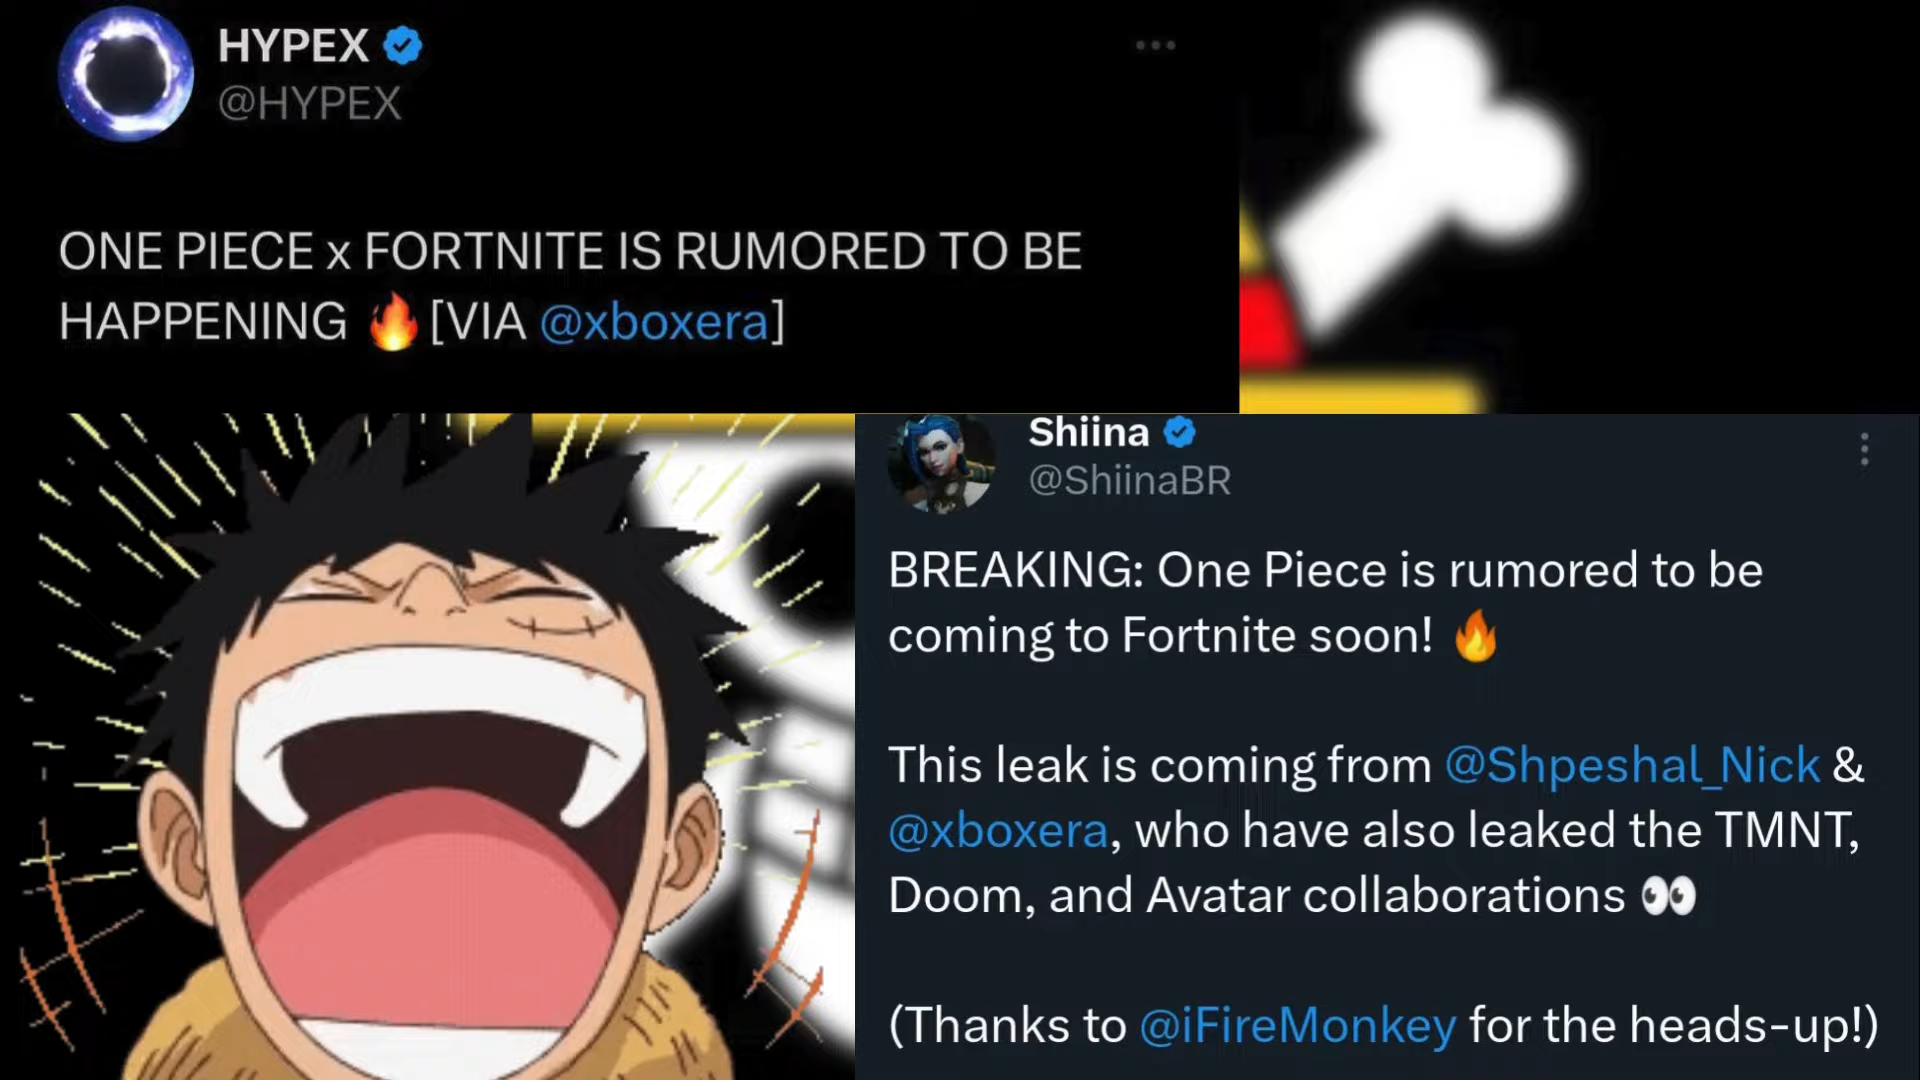 HYPEX
@HYPEX
ONE PIECE x FORTNITE IS RUMORED TO BE
HAPPENING 🔥 [VIA @xboxera]
Shiina
@ShiinaBR
BREAKING: One Piece is rumored to be
coming to Fortnite soon! 🔥
This leak is coming from @Shpeshal_Nick &
@xboxera, who have also leaked the TMNT,
Doom, and Avatar collaborations 👀
(Thanks to @iFireMonkey for the heads-up!)